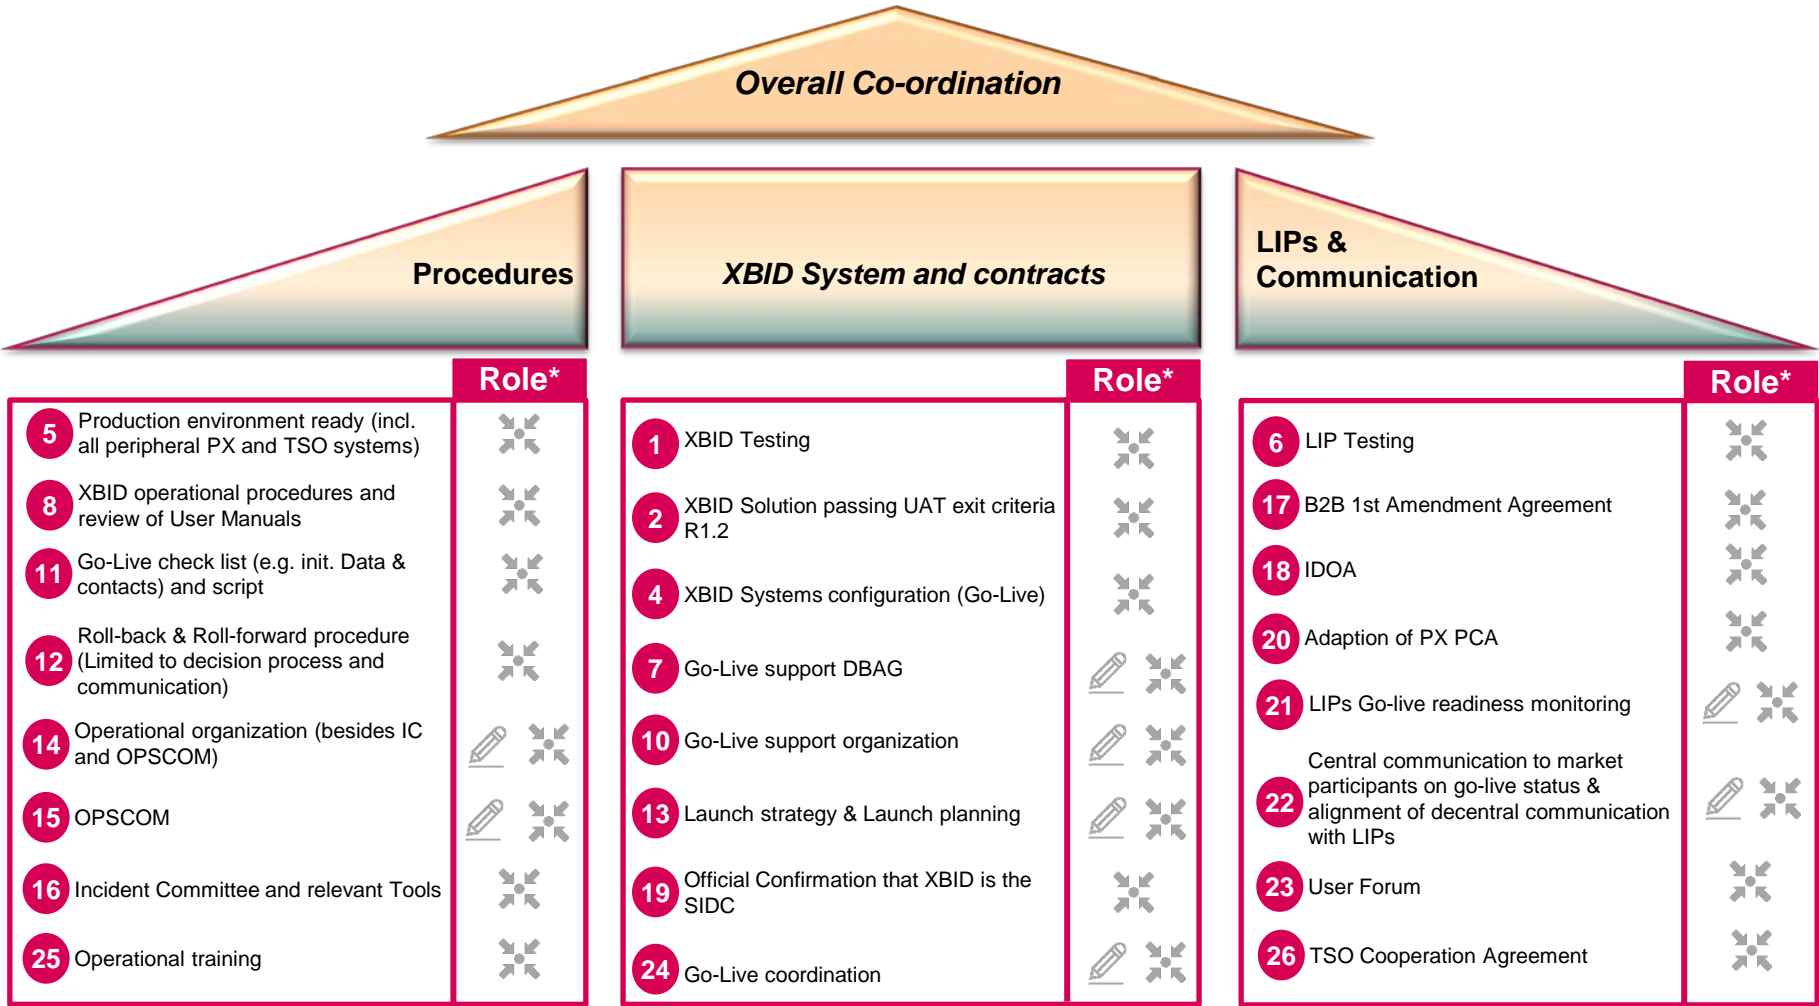 Overall Co-ordination
Procedures
XBID System and contracts
LIPs &
Communication
Role*
5
Production environment ready (incl.
all peripheral PX and TSO systems)
8
XBID operational procedures and
review of User Manuals
11
Go-Live check list (e.g. init. Data &
contacts) and script
12
Roll-back & Roll-forward procedure
(Limited to decision process and
communication)
14
Operational organization (besides IC
and OPSCOM)
15
OPSCOM
16
Incident Committee and relevant Tools
25
Operational training
Role*
1
XBID Testing
2
XBID Solution passing UAT exit criteria
R1.2
4
XBID Systems configuration (Go-Live)
7
Go-Live support DBAG
10
Go-Live support organization
13
Launch strategy & Launch planning
19
Official Confirmation that XBID is the
SIDC
24
Go-Live coordination
Role*
6
LIP Testing
17
B2B 1st Amendment Agreement
18
IDOA
20
Adaption of PX PCA
21
LIPs Go-live readiness monitoring
22
Central communication to market
participants on go-live status &
alignment of decentral communication
with LIPs
23
User Forum
26
TSO Cooperation Agreement